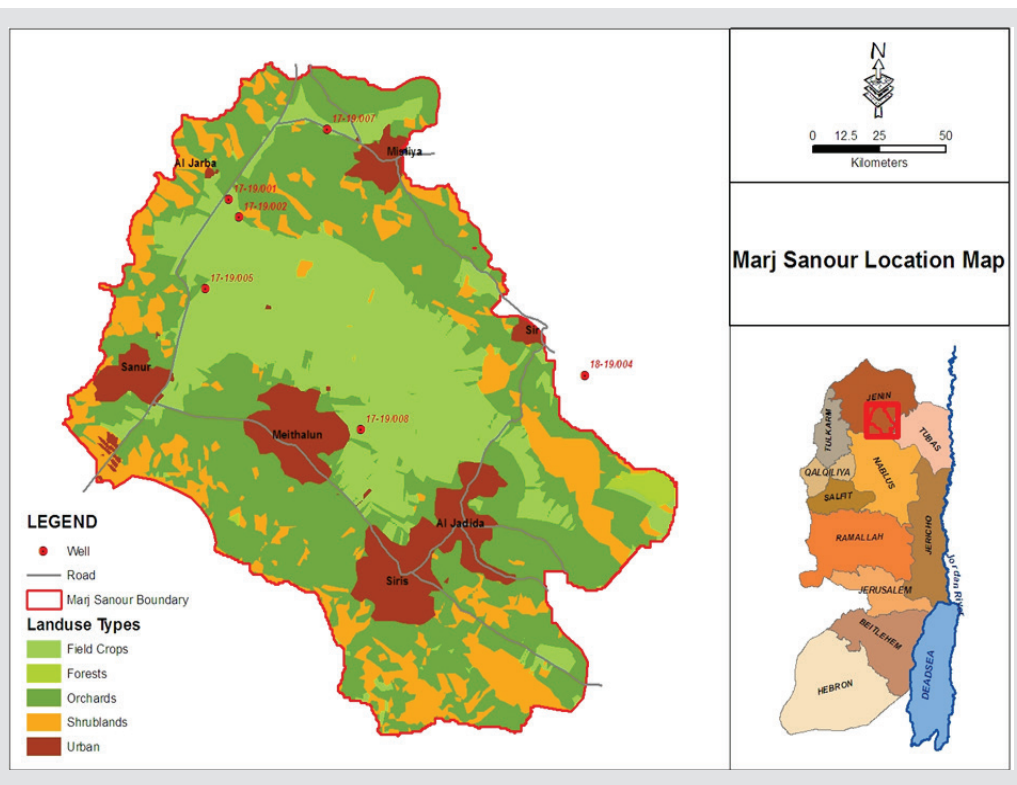 17-19/007
Mirriya
Al Jarba
17-19/001
17-19/002
17-19/005
Sir
18-19/004
Sanur
17-19/008
Meithalun
Al Jadida
Siris
LEGEND
Well
Road
Marj Sanour Boundary
Landuse Types
Field Crops
Forests
Orchards
Shrublands
Urban
N
0 12.5 25 50
Kilometers
Marj Sanour Location Map
JENIN
TULKARM
TUBAS
QALQILIYA
NABLUS
SALFIT
RAMALLAH
JERICHO
Jordan River
JERUSALEM
BEITLEHEM
HEBRON
DEADSEA